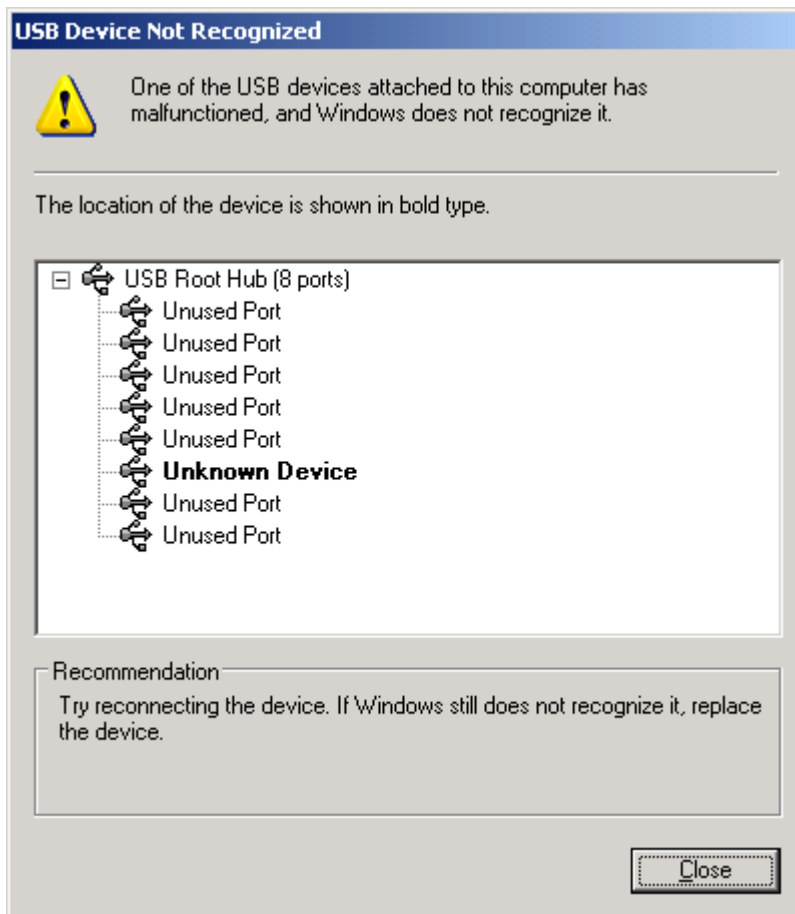 USB Device Not Recognized
One of the USB devices attached to this computer has
malfunctioned, and Windows does not recognize it.
The location of the device is shown in bold type.
USB Root Hub (8 ports)
Unused Port
Unused Port
Unused Port
Unused Port
Unused Port
Unknown Device
Unused Port
Unused Port
Recommendation
Try reconnecting the device. If Windows still does not recognize it, replace
the device.
Close